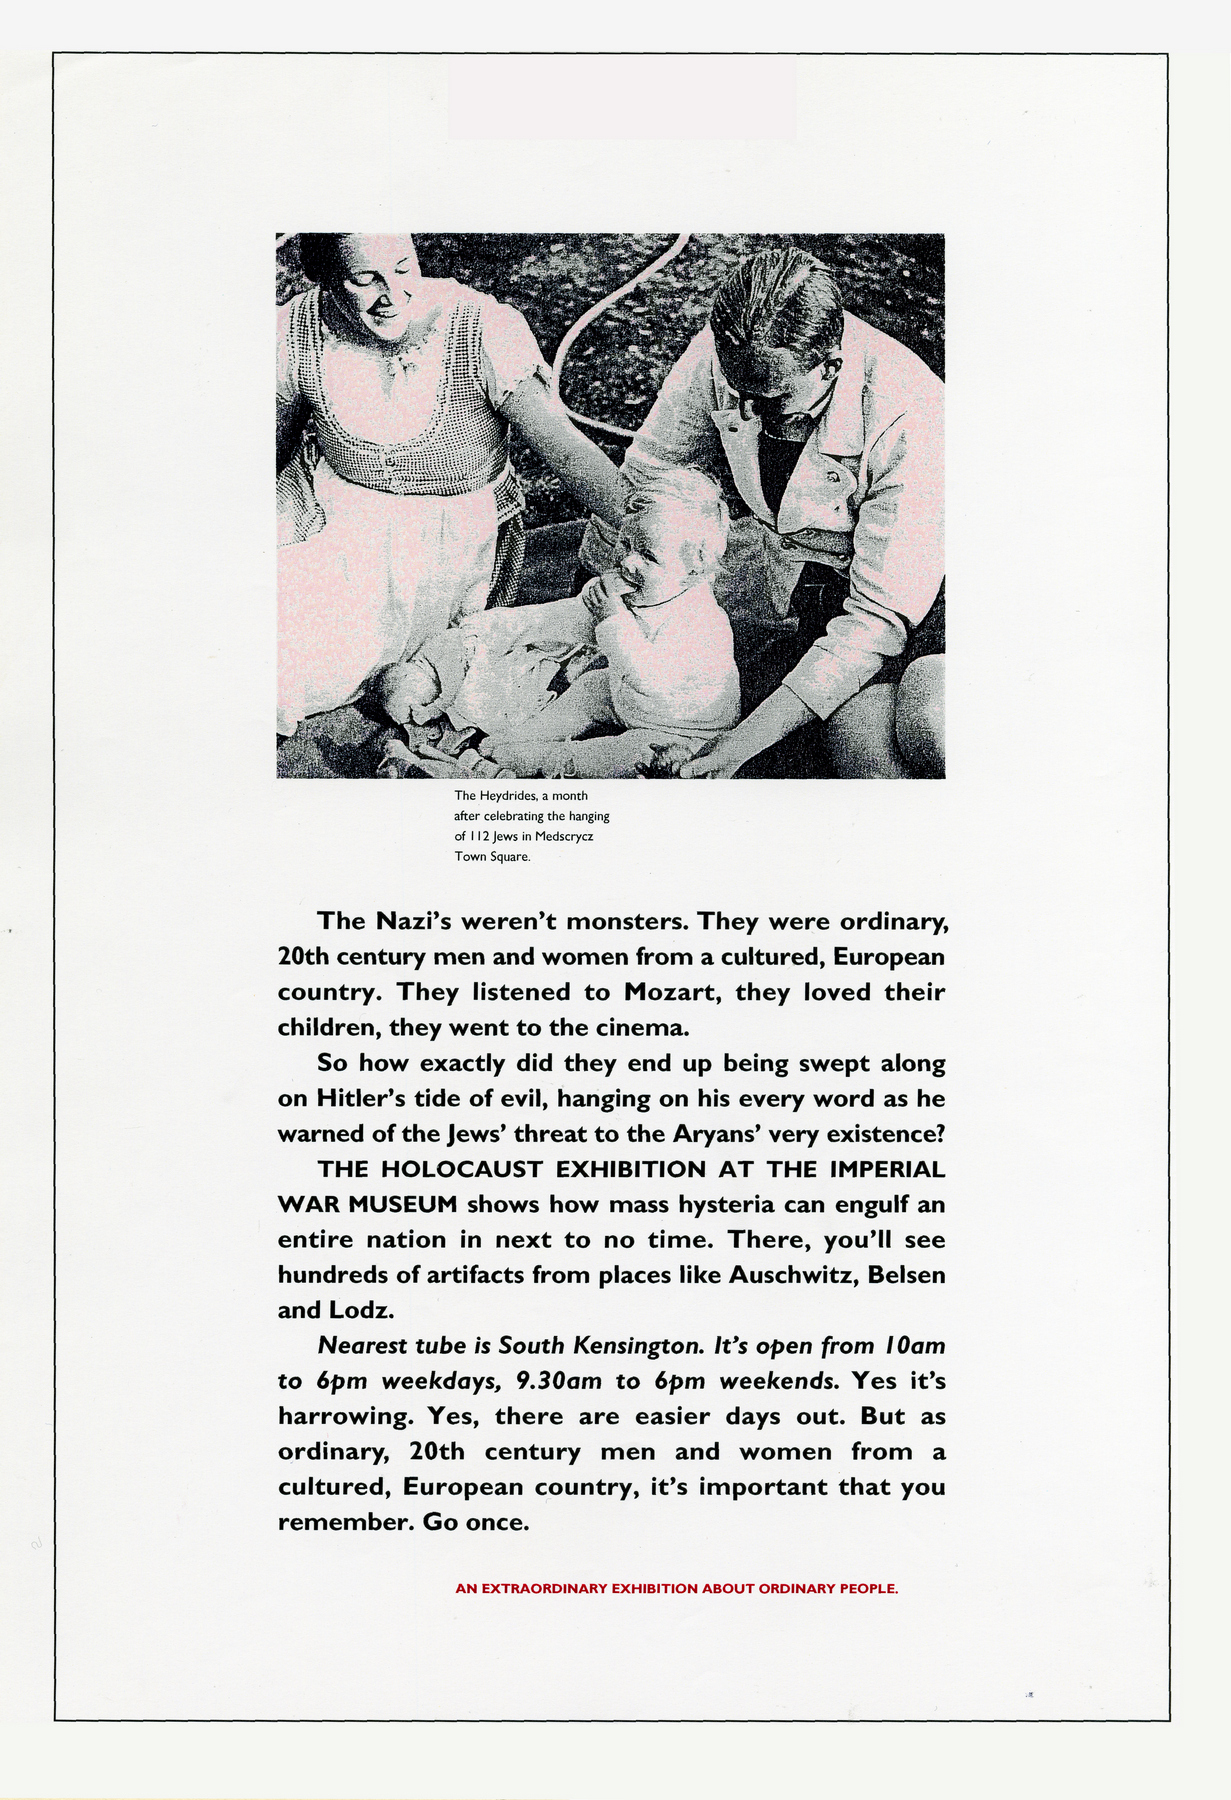 The Heydrides, a month
after celebrating the hanging
of 112 Jews in Medscrycz
Town Square.
The Nazi's weren't monsters. They were ordinary,
20th century men and women from a cultured, European
country. They listened to Mozart, they loved their
children, they went to the cinema.
So how exactly did they end up being swept along
on Hitler's tide of evil, hanging on his every word as he
warned of the Jews' threat to the Aryans' very existence?
THE HOLOCAUST EXHIBITION AT THE IMPERIAL
WAR MUSEUM shows how mass hysteria can engulf an
entire nation in next to no time. There, you'll see
hundreds of artifacts from places like Auschwitz, Belsen
and Lodz.
Nearest tube is South Kensington. It's open from 10am
to 6pm weekdays, 9.30am to 6pm weekends. Yes it's
harrowing. Yes, there are easier days out. But as
ordinary, 20th century men and women from a
cultured, European country, it's important that you
remember. Go once.
AN EXTRAORDINARY EXHIBITION ABOUT ORDINARY PEOPLE.